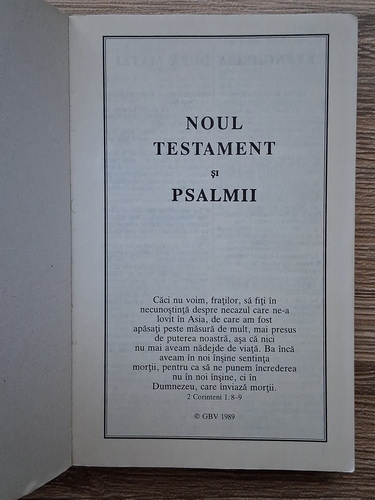 NOUL
TESTAMENT
ȘI
PSALMII
Căci nu voim, fraților, să fiți în
necunoștință despre necazul care ne-a
lovit în Asia, de care am fost
apăsați peste măsură de mult, mai presus
de puterea noastră, așa că nici
nu mai aveam nădejde de viață. Ba încă
aveam în noi înșine sentința
morții, pentru ca să ne punem încrederea
nu în noi înșine, ci în
Dumnezeu, care înviază morții.
2 Corinteni 1. 8–9
© GBV 1989